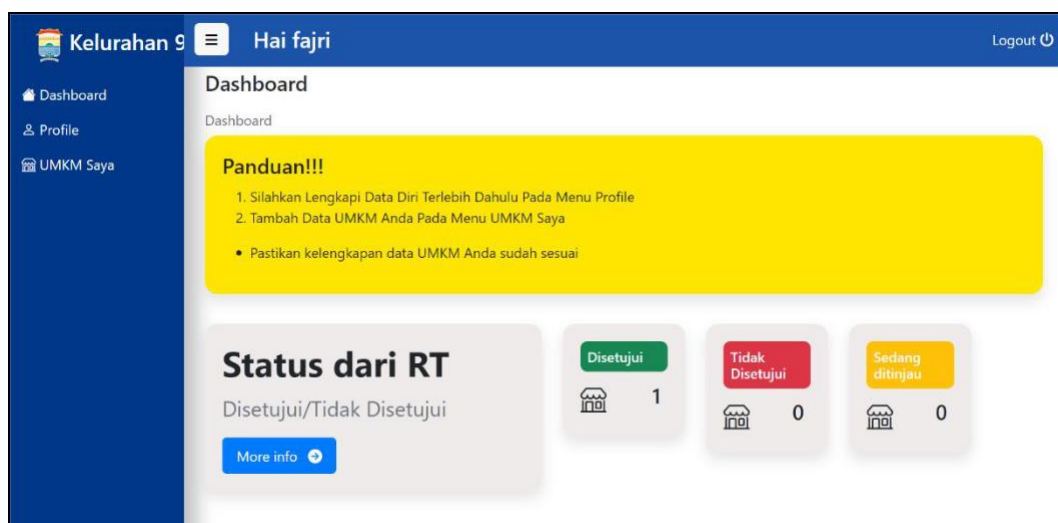 Kelurahan 9
Hai fajri
Logout
Dashboard
Profile
UMKM Saya
Dashboard
Dashboard
Panduan!!!
1. Silahkan Lengkapi Data Diri Terlebih Dahulu Pada Menu Profile
2. Tambah Data UMKM Anda Pada Menu UMKM Saya
• Pastikan kelengkapan data UMKM Anda sudah sesuai
Status dari RT
Disetujui/Tidak Disetujui
More info
Disetujui
1
Tidak
Disetujui
0
Sedang
ditinjau
0